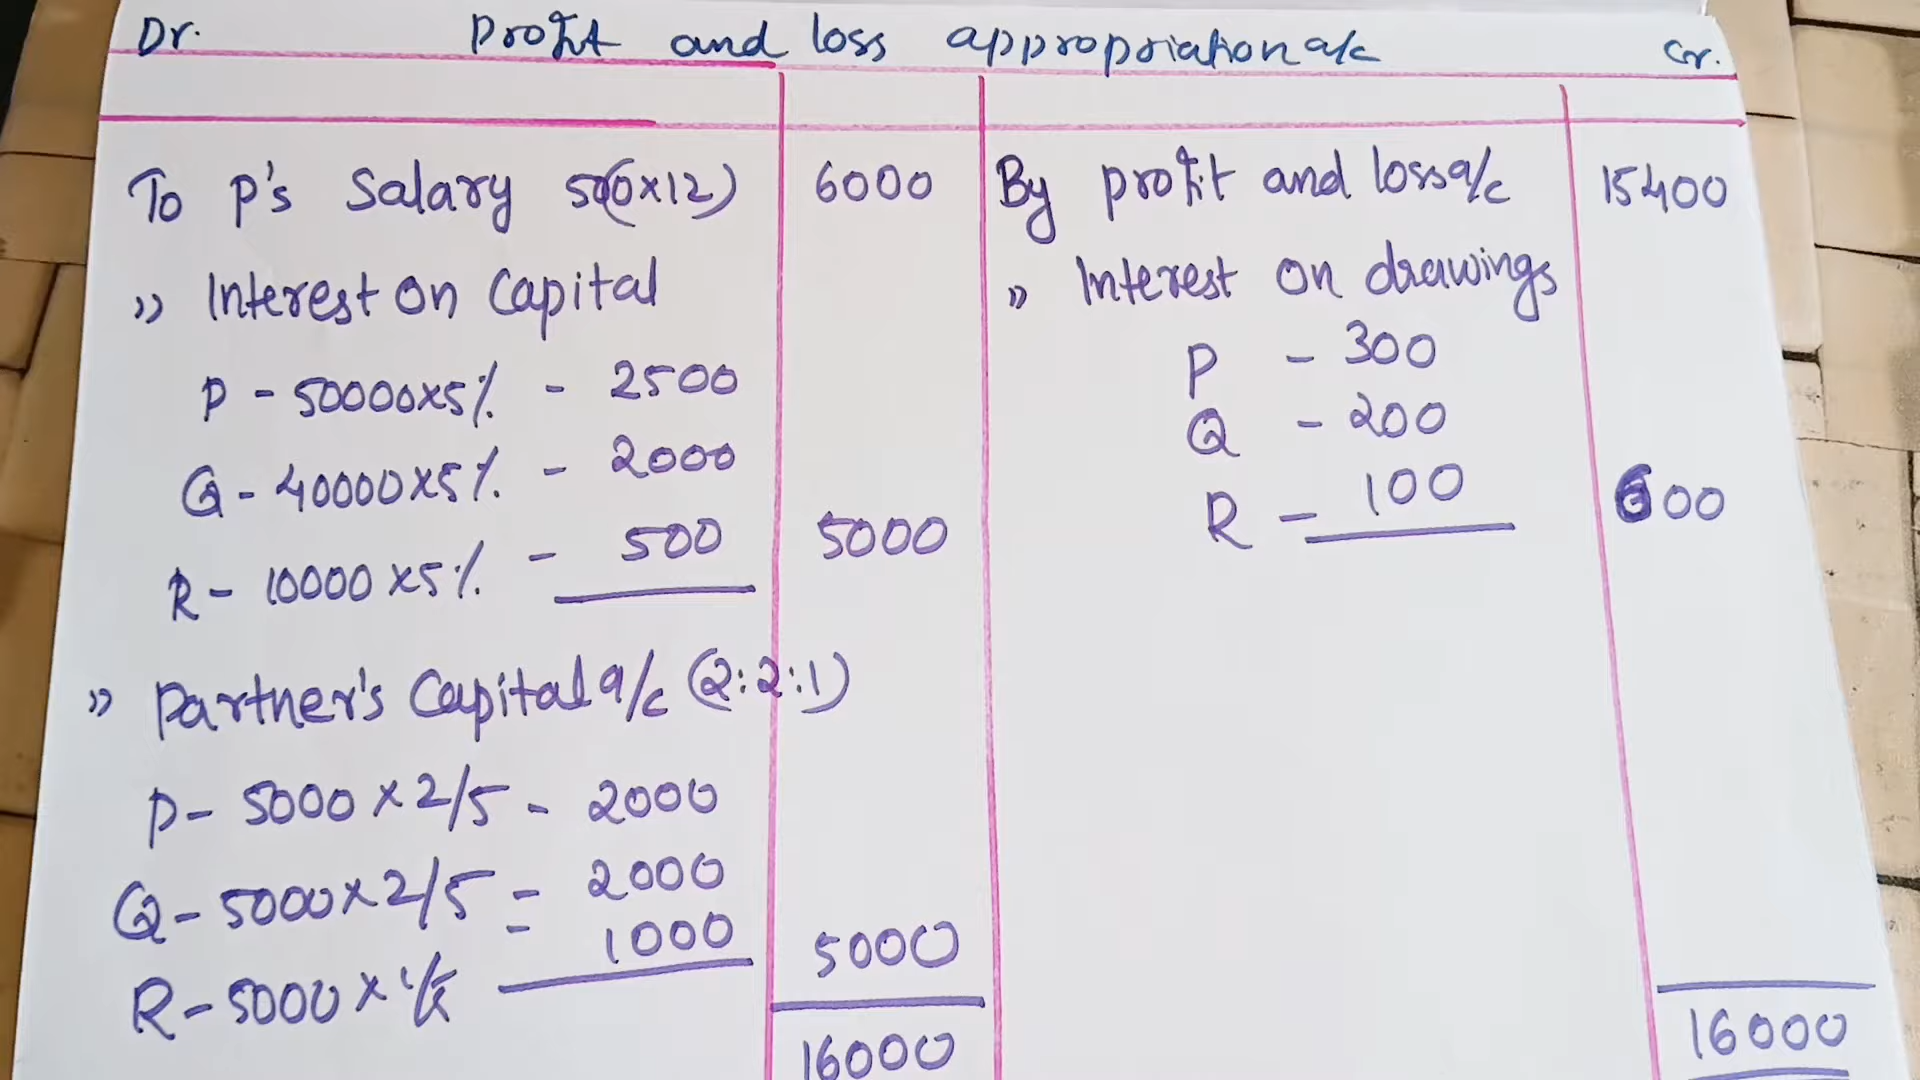 Dr. Profit and loss appropriation a/c Cr.
To P's Salary 500x12) 6000
" Interest on Capital
P - 50000x5% - 2500
Q - 40000x5% - 2000
R - 10000x5% - 500 5000
" Partner's Capital a/c (2:2:1)
P - 5000 x 2/5 - 2000
Q - 5000x2/5 = 2000
R - 5000 x 1/5 - 1000 5000
16000
By profit and loss a/c 15400
" Interest on drawings
P - 300
Q - 200
R - 100 600
16000